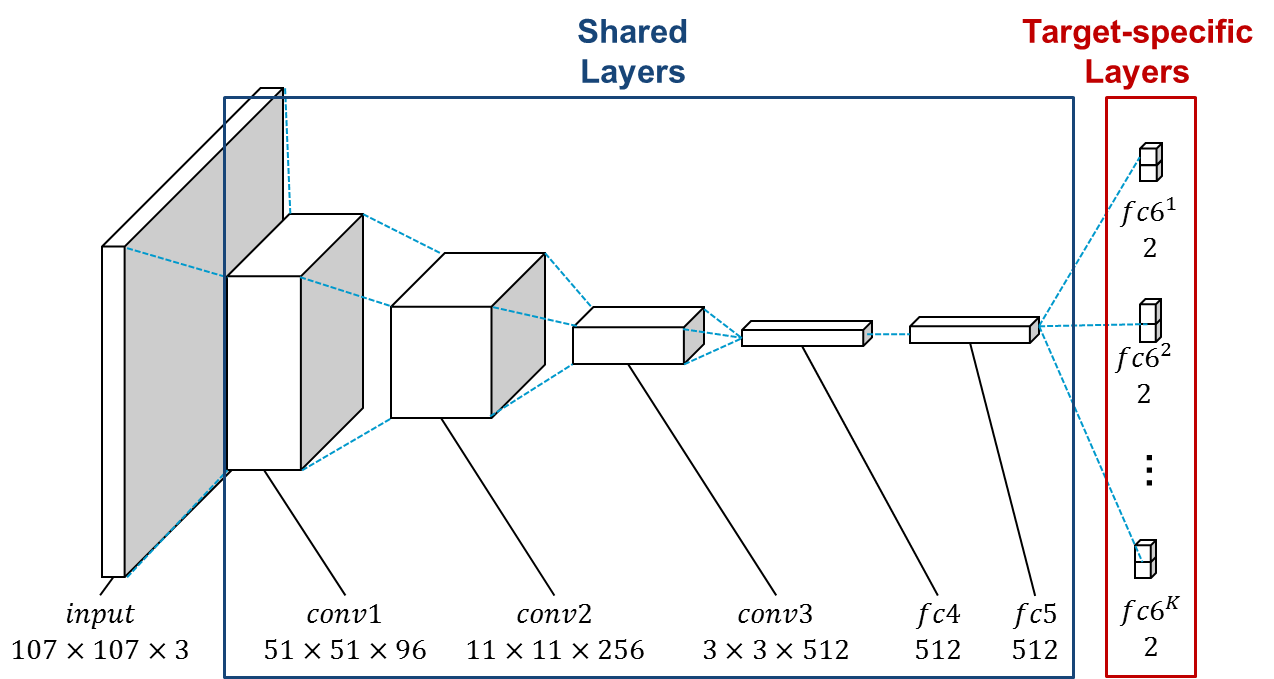 Shared
Layers
Target-specific
Layers
fc6¹
2
fc6²
2
⋮
fc6ᴷ
2
input
107 × 107 × 3
conv1
51 × 51 × 96
conv2
11 × 11 × 256
conv3
3 × 3 × 512
fc4
512
fc5
512